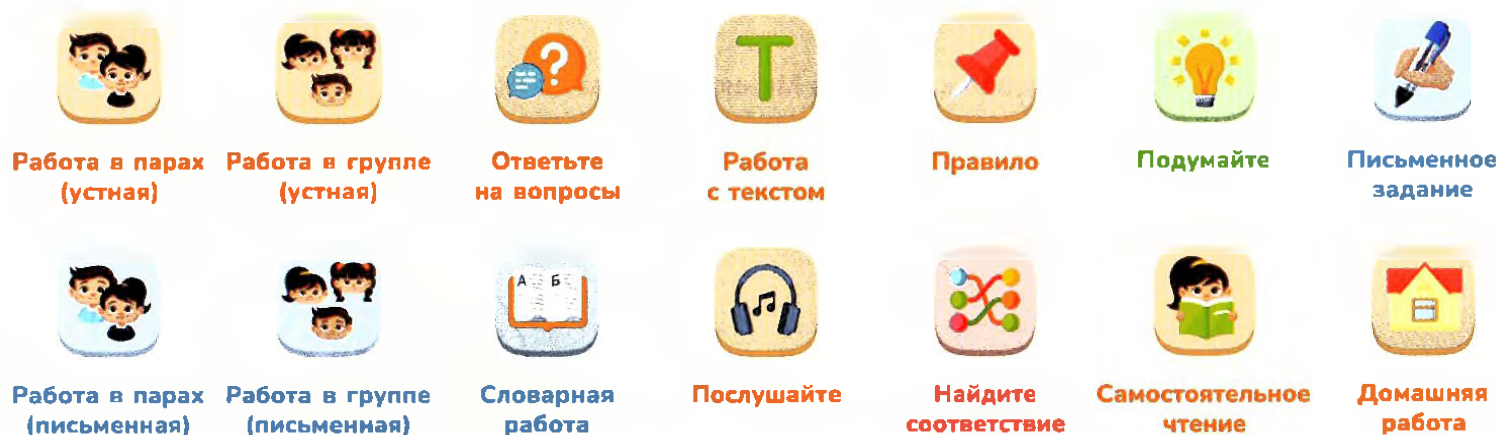 ?
Т
Работа в парах
(устная)
Работа в группе
(устная)
Ответьте
на вопросы
Работа
с текстом
Правило
Подумайте
Письменное
задание
А Б
Работа в парах
(письменная)
Работа в группе
(письменная)
Словарная
работа
Послушайте
Найдите
соответствие
Самостоятельное
чтение
Домашняя
работа